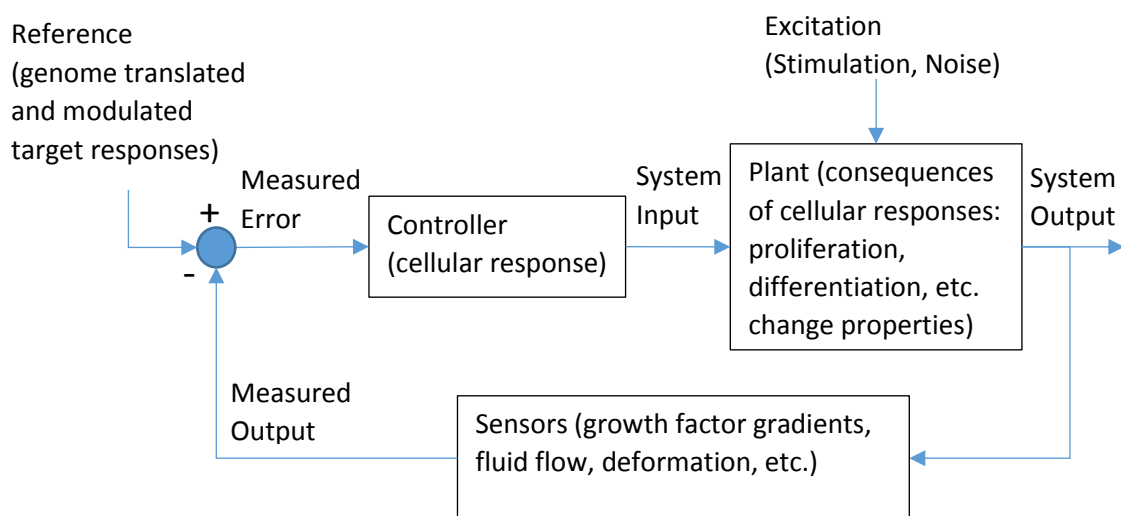 Reference
(genome translated
and modulated
target responses)
Excitation
(Stimulation, Noise)
+
-
Measured
Error
Controller
(cellular response)
System
Input
Plant (consequences
of cellular responses:
proliferation,
differentiation, etc.
change properties)
System
Output
Measured
Output
Sensors (growth factor gradients,
fluid flow, deformation, etc.)